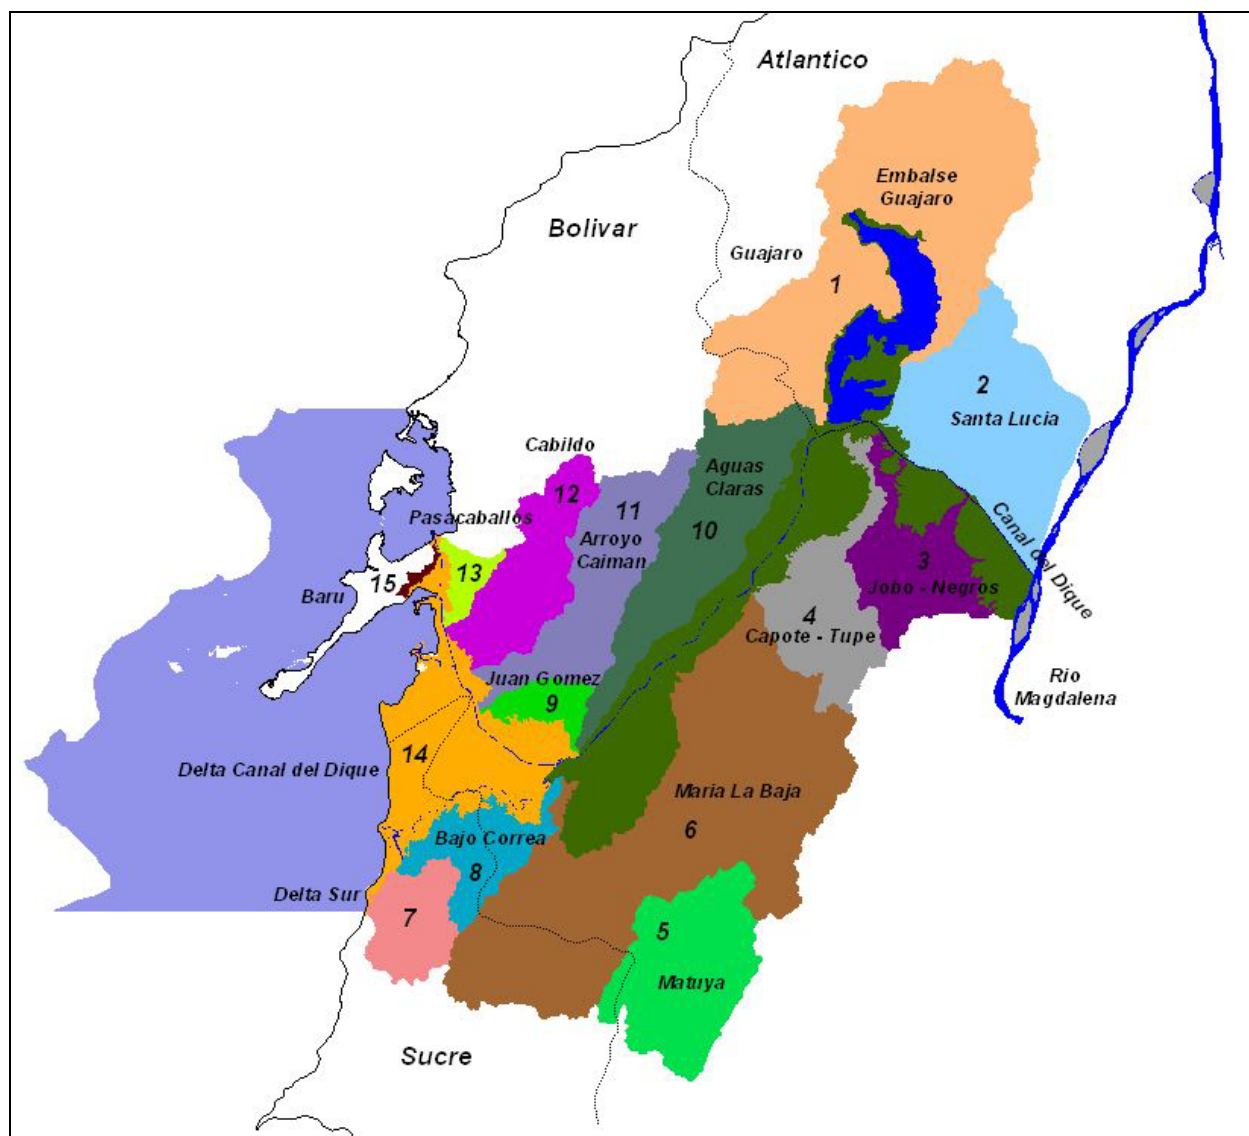 Atlantico
Embalse
Guajaro
Bolivar
Guajaro
1
2
Santa Lucia
Cabildo
12
Aguas
Claras
11
Pasacaballos
Arroyo
Caiman
10
Canal del Dique
3
Jobo - Negros
13
15
Baru
4
Capote - Tupe
Juan Gomez
9
Rio
Magdalena
14
Delta Canal del Dique
Maria La Baja
6
Bajo Correa
8
Delta Sur
7
5
Matuya
Sucre